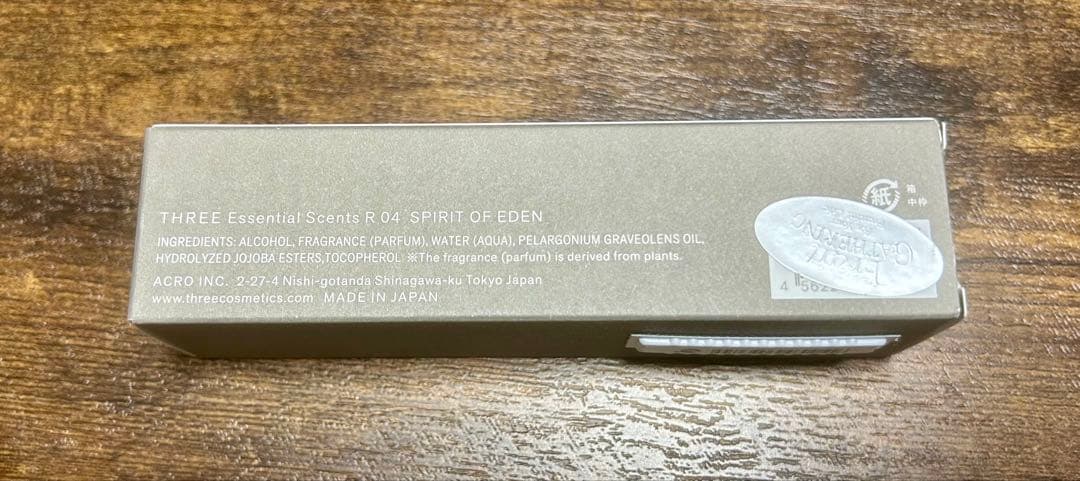 THREE Essential Scents R 04 SPIRIT OF EDEN
INGREDIENTS: ALCOHOL, FRAGRANCE (PARFUM), WATER (AQUA), PELARGONIUM GRAVEOLENS OIL,
HYDROLYZED JOJOBA ESTERS,TOCOPHEROL ※The fragrance (parfum) is derived from plants.
ACRO INC. 2-27-4 Nishi-gotanda Shinagawa-ku Tokyo Japan
www.threecosmetics.com MADE IN JAPAN
紙
箱
中枠
Fruit
GATHERING